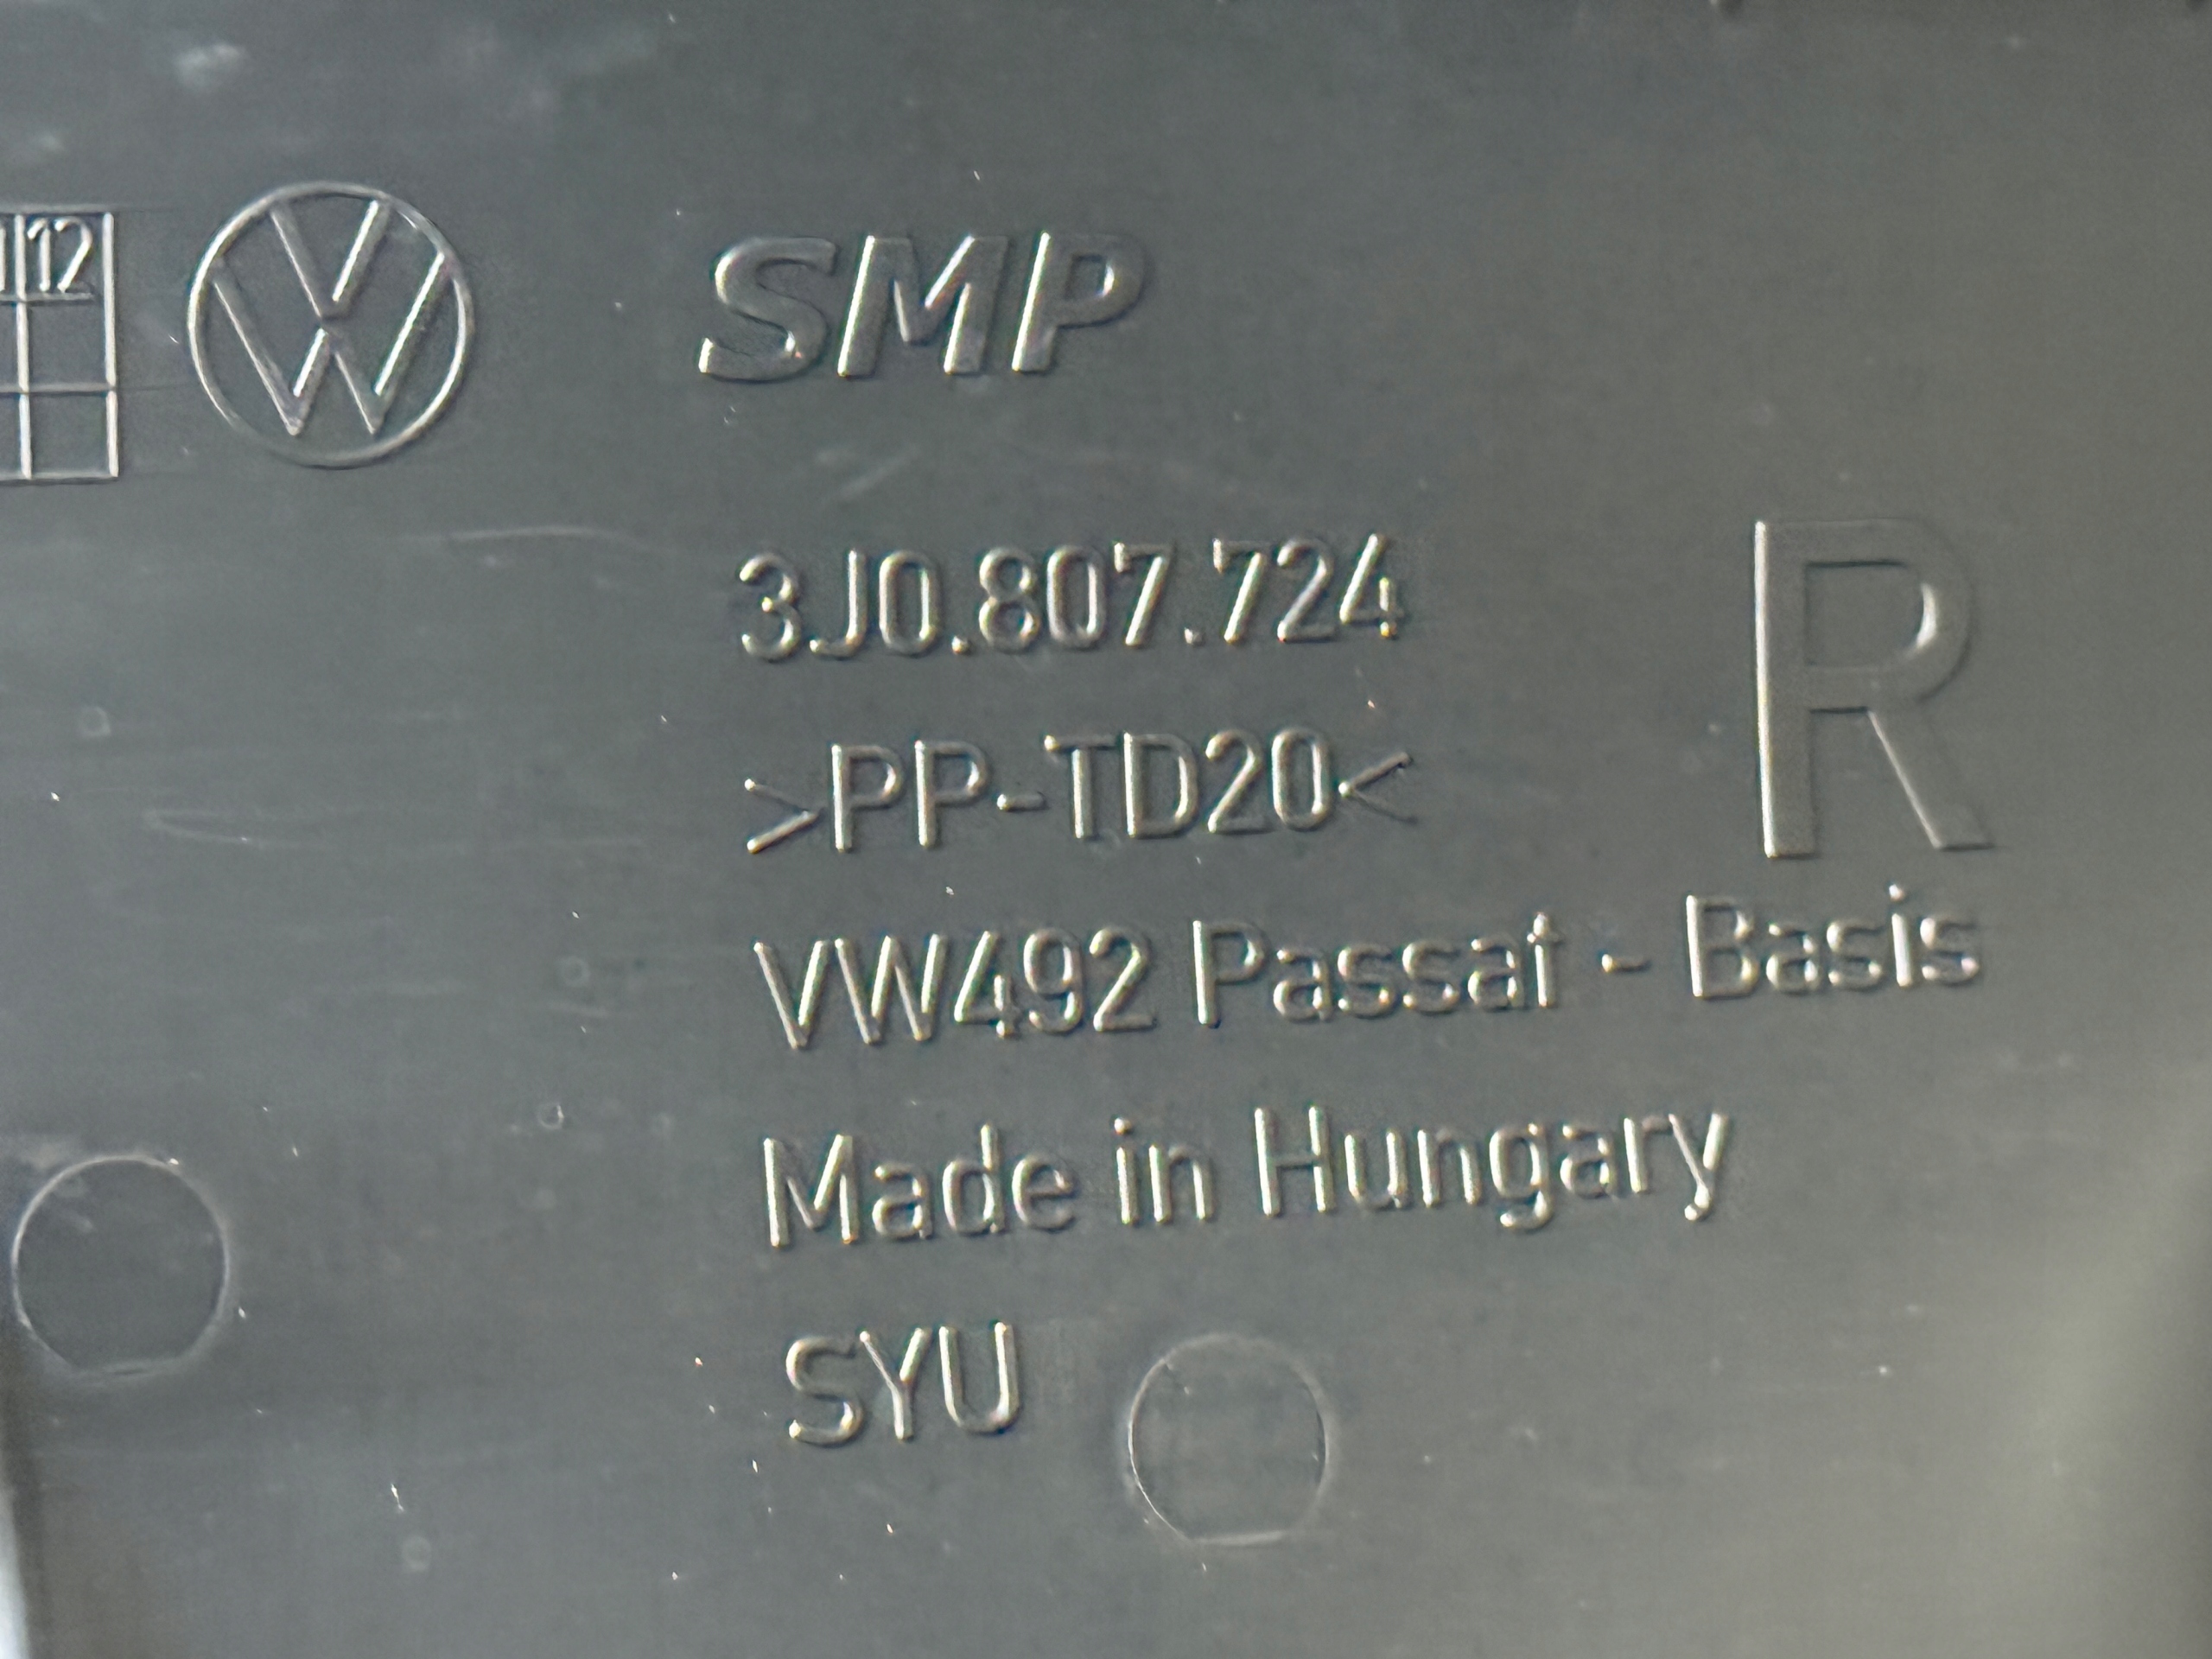 12
SMP
3J0.807.724
R
>PP-TD20<
VW492 Passat - Basis
Made in Hungary
SYU